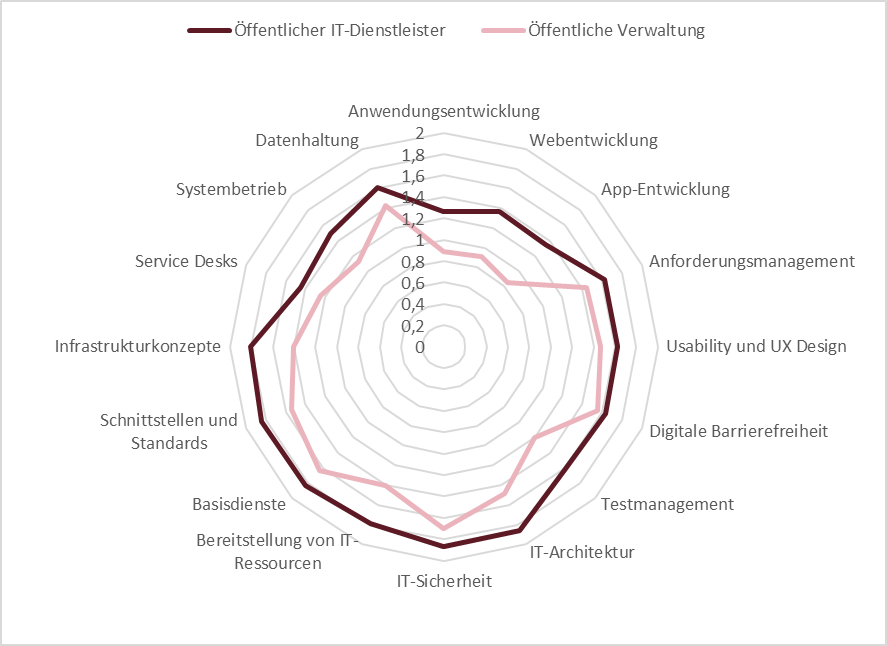 Öffentlicher IT-Dienstleister
Öffentliche Verwaltung
Anwendungsentwicklung
Webentwicklung
App-Entwicklung
Anforderungsmanagement
Usability und UX Design
Digitale Barrierefreiheit
Testmanagement
IT-Architektur
IT-Sicherheit
Bereitstellung von IT-
Ressourcen
Basisdienste
Schnittstellen und
Standards
Infrastrukturkonzepte
Service Desks
Systembetrieb
Datenhaltung
2
1,8
1,6
1,4
1,2
1
0,8
0,6
0,4
0,2
0